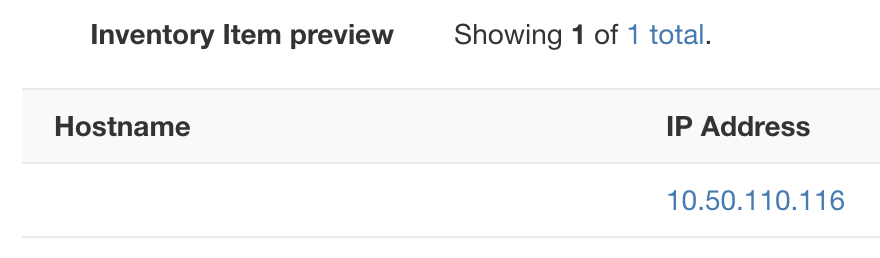 Inventory Item preview Showing 1 of 1 total.
Hostname IP Address
10.50.110.116